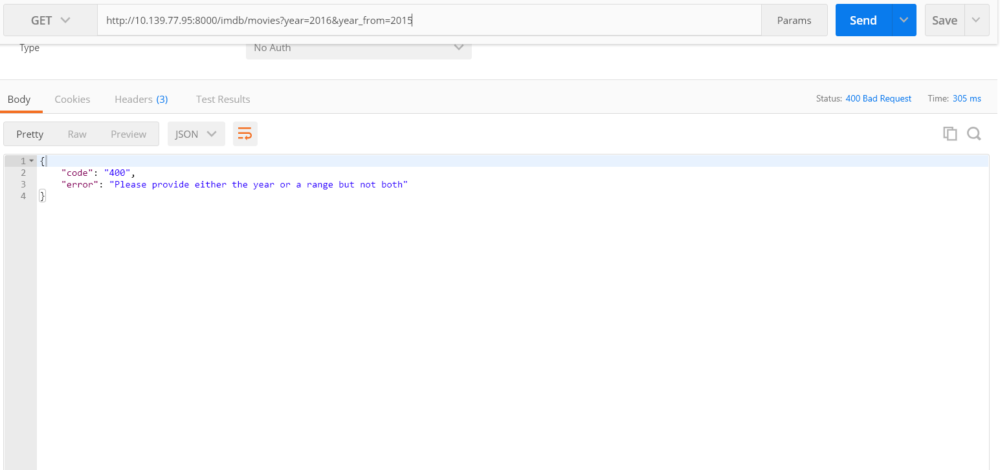 GET http://10.139.77.95:8000/imdb/movies?year=2016&year_from=2015 Params Send Save
Type No Auth
Body Cookies Headers (3) Test Results Status: 400 Bad Request Time: 305 ms
Pretty Raw Preview JSON
1 {
2 "code": "400",
3 "error": "Please provide either the year or a range but not both"
4 }